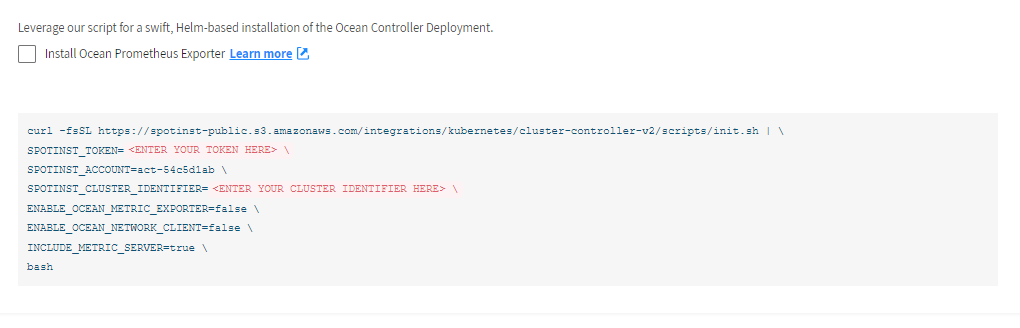 Leverage our script for a swift, Helm-based installation of the Ocean Controller Deployment.
Install Ocean Prometheus Exporter Learn more
curl -fsSL https://spotinst-public.s3.amazonaws.com/integrations/kubernetes/cluster-controller-v2/scripts/init.sh | \
SPOTINST_TOKEN= <ENTER YOUR TOKEN HERE> \
SPOTINST_ACCOUNT=act-54c5d1ab \
SPOTINST_CLUSTER_IDENTIFIER= <ENTER YOUR CLUSTER IDENTIFIER HERE> \
ENABLE_OCEAN_METRIC_EXPORTER=false \
ENABLE_OCEAN_NETWORK_CLIENT=false \
INCLUDE_METRIC_SERVER=true \
bash